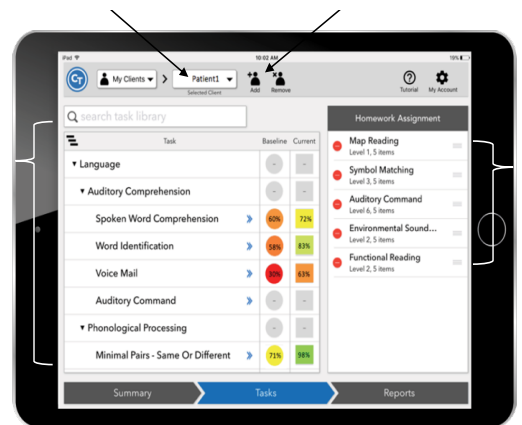 iPad
10:02 AM
19%
CT
My Clients
>
Patient1
Selected Client
Add
Remove
Tutorial
My Account
search task library
Task
Baseline
Current
Language
-
-
Auditory Comprehension
-
-
Spoken Word Comprehension
60%
72%
Word Identification
58%
83%
Voice Mail
63%
Auditory Command
-
-
Phonological Processing
-
-
Minimal Pairs - Same Or Different
71%
98%
Homework Assignment
Map Reading
Level 1, 5 items
Symbol Matching
Level 3, 5 items
Auditory Command
Level 6, 5 items
Environmental Sound...
Level 2, 5 items
Functional Reading
Level 2, 5 items
Summary
Tasks
Reports